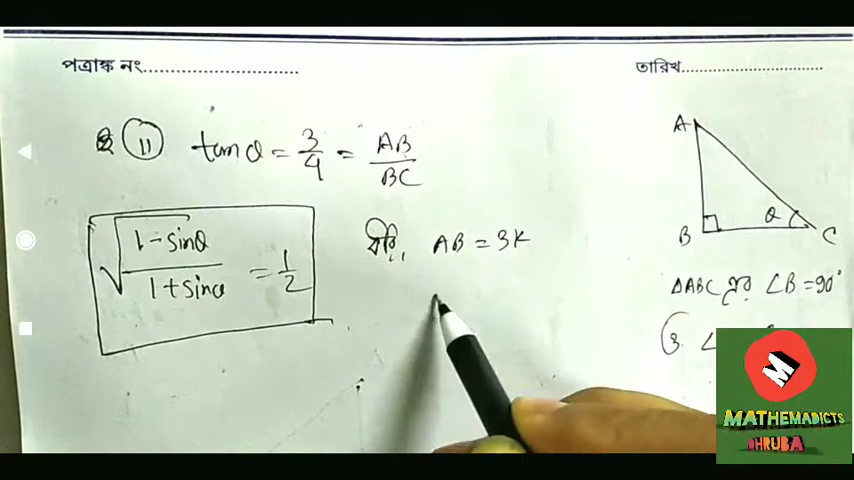 পত্রাঙ্ক নং................................ তারিখ................................
(11) tanθ = 3/4 = AB/BC
√((1-sinθ)/(1+sinθ)) = 1/2
ধরি, AB = 3K
A
B
θ
C
ΔABC এর ∠B = 90°
ও ∠
M
MATHEMADICTS
DHRUBA